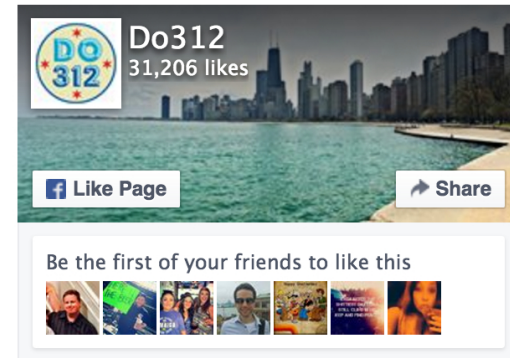 DO
312
Do312
31,206 likes
Like Page
Share
Be the first of your friends to like this